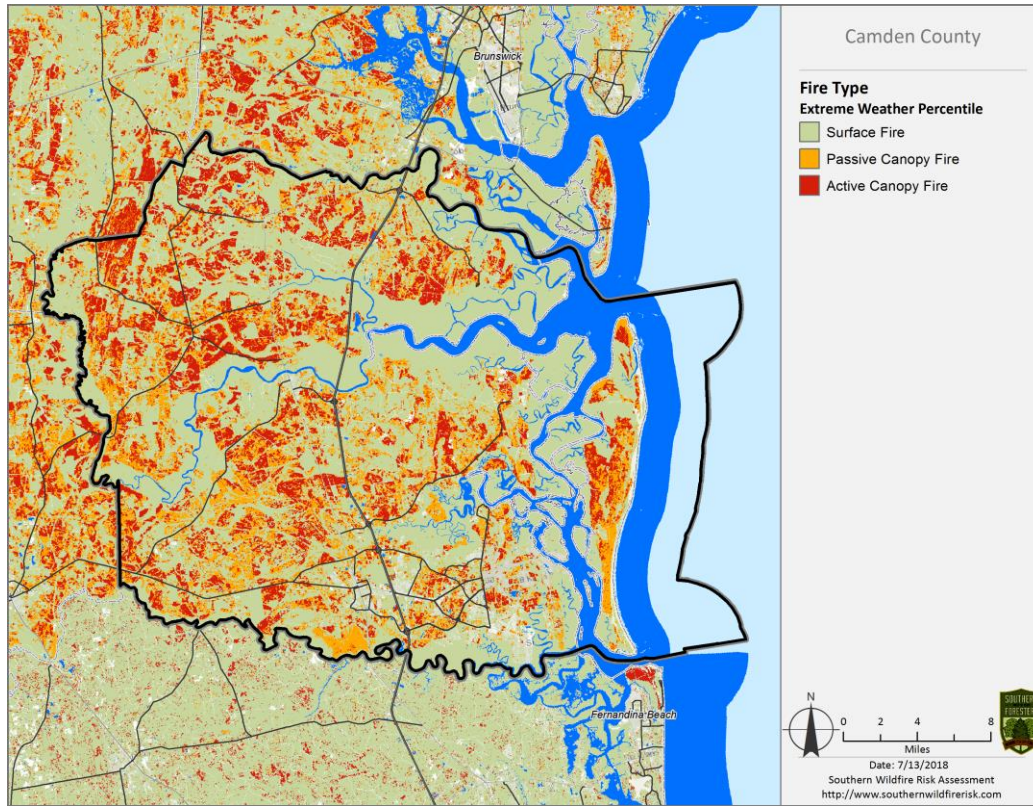 Camden County
Fire Type
Extreme Weather Percentile
Surface Fire
Passive Canopy Fire
Active Canopy Fire
Brunswick
Fernandina Beach
N
0 2 4 8
Miles
Date: 7/13/2018
Southern Wildfire Risk Assessment
http://www.southernwildfirerisk.com
SOUTHERN